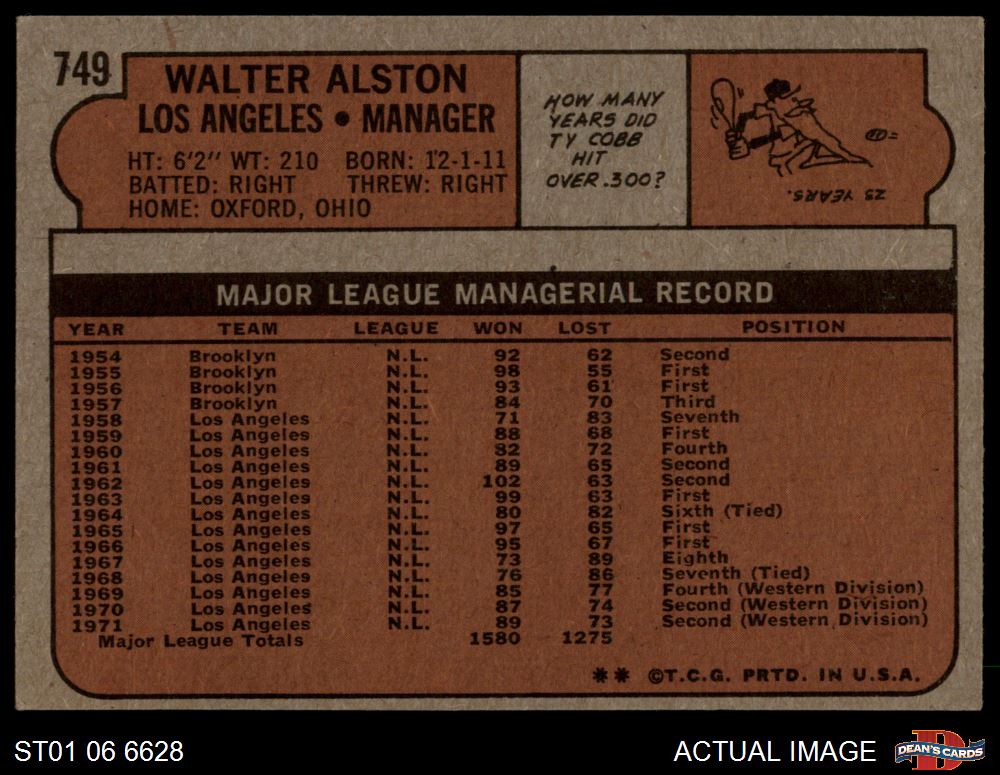 749
WALTER ALSTON
LOS ANGELES • MANAGER
HT: 6'2" WT: 210 BORN: 12-1-11
BATTED: RIGHT THREW: RIGHT
HOME: OXFORD, OHIO
HOW MANY
YEARS DID
TY COBB
HIT
OVER .300?
23 YEARS.
MAJOR LEAGUE MANAGERIAL RECORD
YEAR TEAM LEAGUE WON LOST POSITION
1954 Brooklyn N.L. 92 62 Second
1955 Brooklyn N.L. 98 55 First
1956 Brooklyn N.L. 93 61 First
1957 Brooklyn N.L. 84 70 Third
1958 Los Angeles N.L. 71 83 Seventh
1959 Los Angeles N.L. 88 68 First
1960 Los Angeles N.L. 82 72 Fourth
1961 Los Angeles N.L. 89 65 Second
1962 Los Angeles N.L. 102 63 Second
1963 Los Angeles N.L. 99 63 First
1964 Los Angeles N.L. 80 82 Sixth (Tied)
1965 Los Angeles N.L. 97 65 First
1966 Los Angeles N.L. 95 67 First
1967 Los Angeles N.L. 73 89 Eighth
1968 Los Angeles N.L. 76 86 Seventh (Tied)
1969 Los Angeles N.L. 85 77 Fourth (Western Division)
1970 Los Angeles N.L. 87 74 Second (Western Division)
1971 Los Angeles N.L. 89 73 Second (Western Division)
Major League Totals 1580 1275
** ©T.C.G. PRTD. IN U.S.A.
ST01 06 6628
ACTUAL IMAGE
D
DEAN'S CARDS